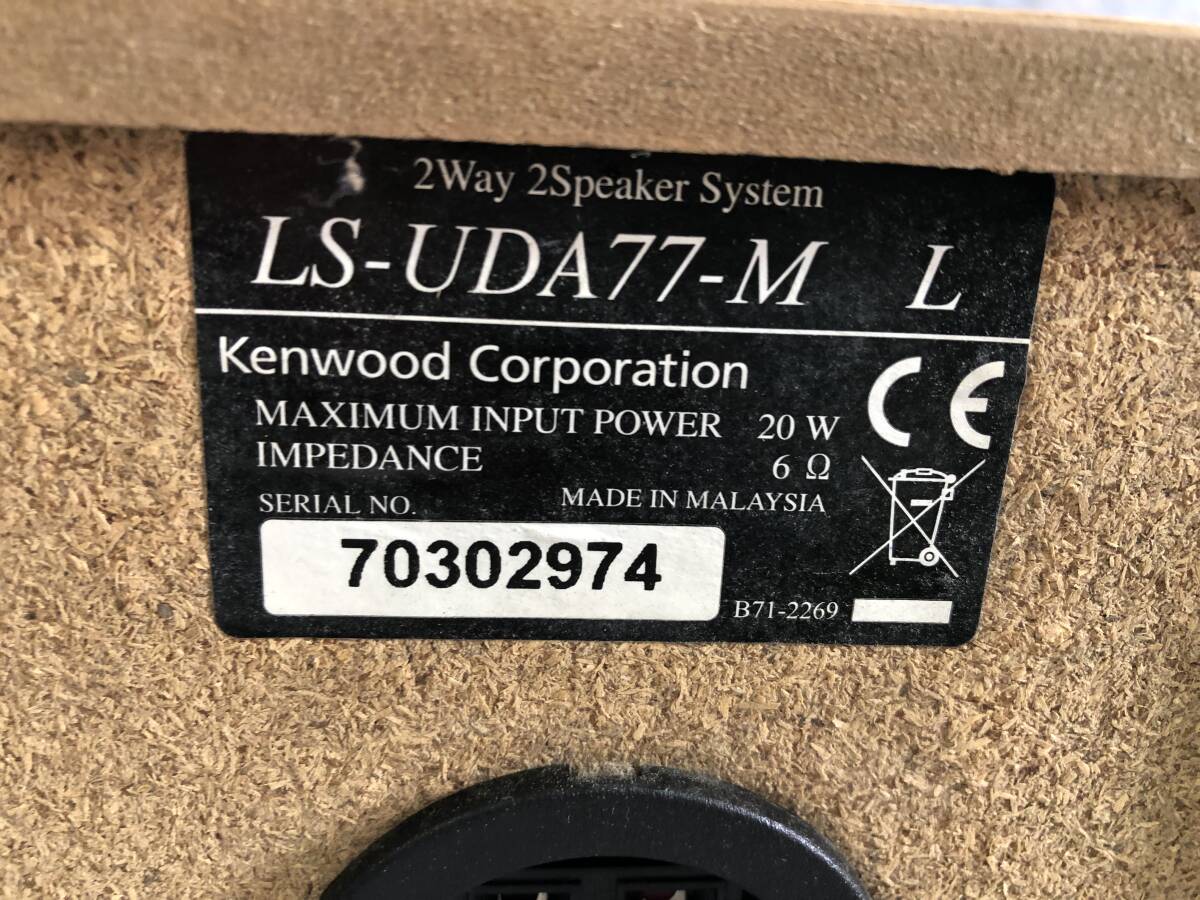 2Way 2Speaker System
LS-UDA77-M L
Kenwood Corporation
CE
MAXIMUM INPUT POWER 20 W
IMPEDANCE 6 Ω
SERIAL NO. MADE IN MALAYSIA
70302974
B71-2269